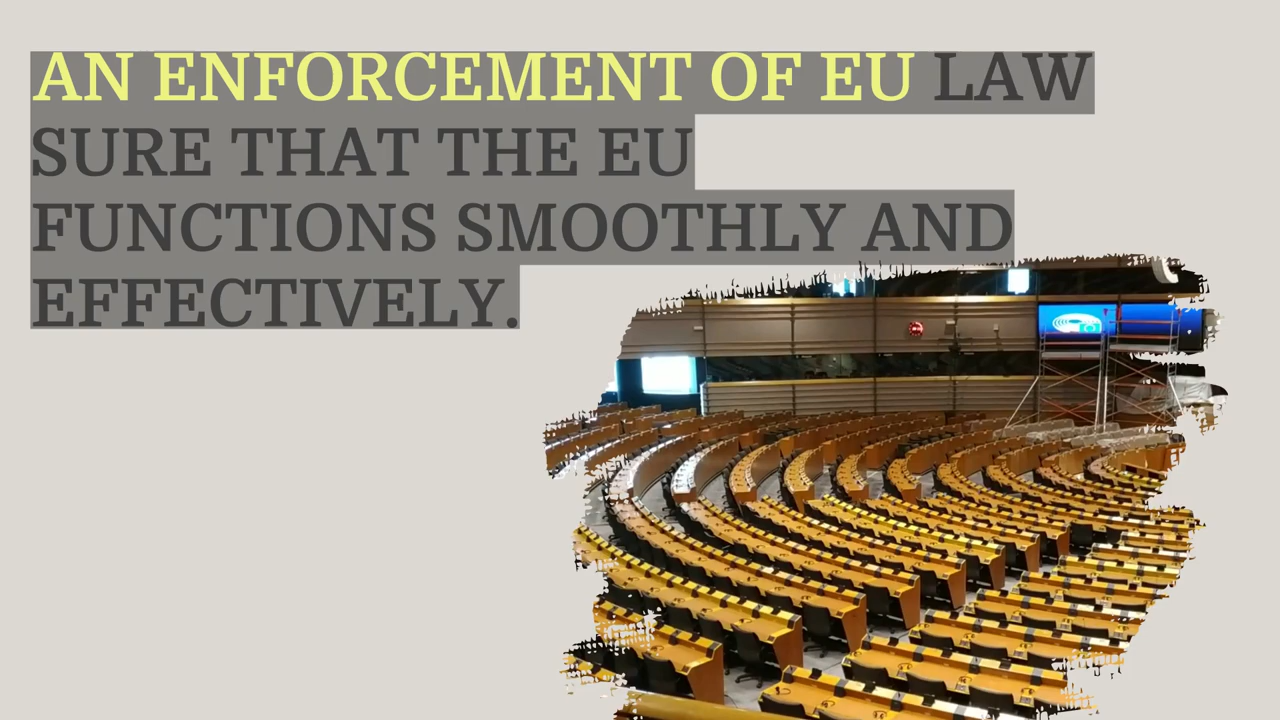 AN ENFORCEMENT OF EU LAW
SURE THAT THE EU
FUNCTIONS SMOOTHLY AND
EFFECTIVELY.